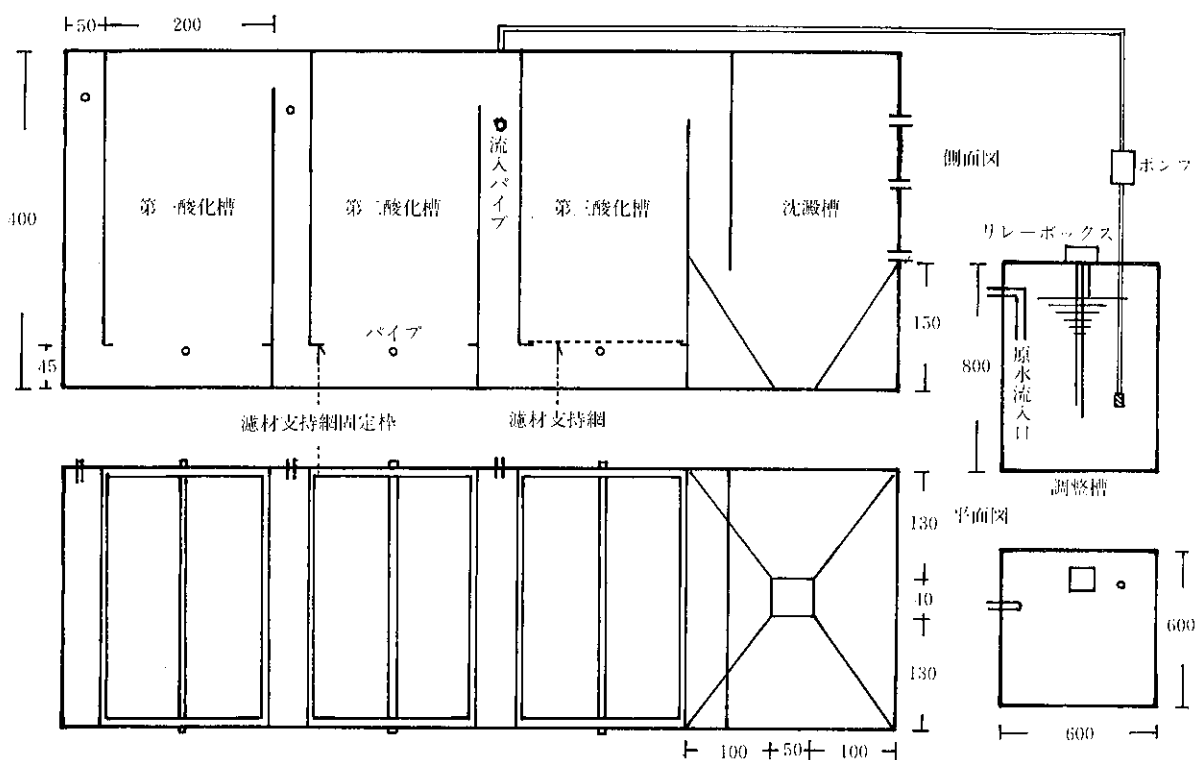 50
200
400
45
第一酸化槽
第二酸化槽
流入パイプ
第三酸化槽
沈澱槽
パイプ
側面図
ポンプ
リレーボックス
150
800
原水流入口
濾材支持網固定枠
濾材支持網
調整槽
平面図
130
40
130
600
100
50
100
600